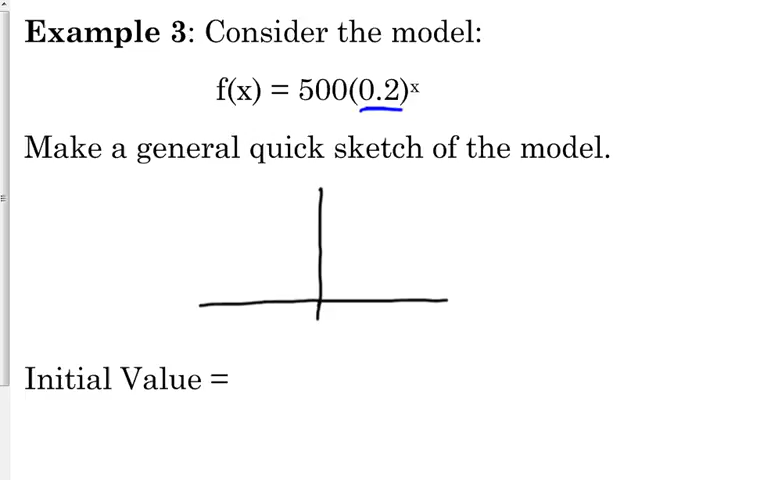 Example 3: Consider the model:
f(x) = 500(0.2)ˣ
Make a general quick sketch of the model.
Initial Value =